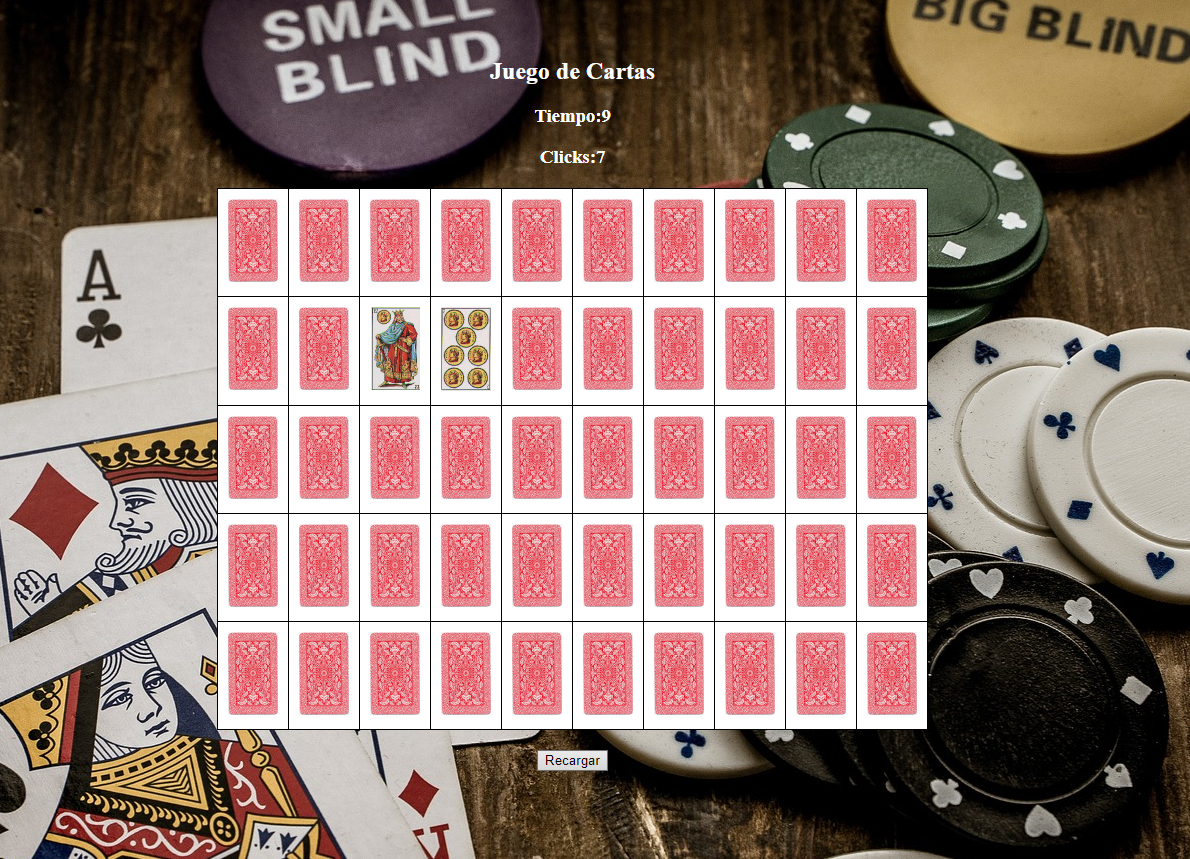 SMALL
BLIND
BIG BLIND
Juego de Cartas
Tiempo:9
Clicks:7
A
Recargar
K